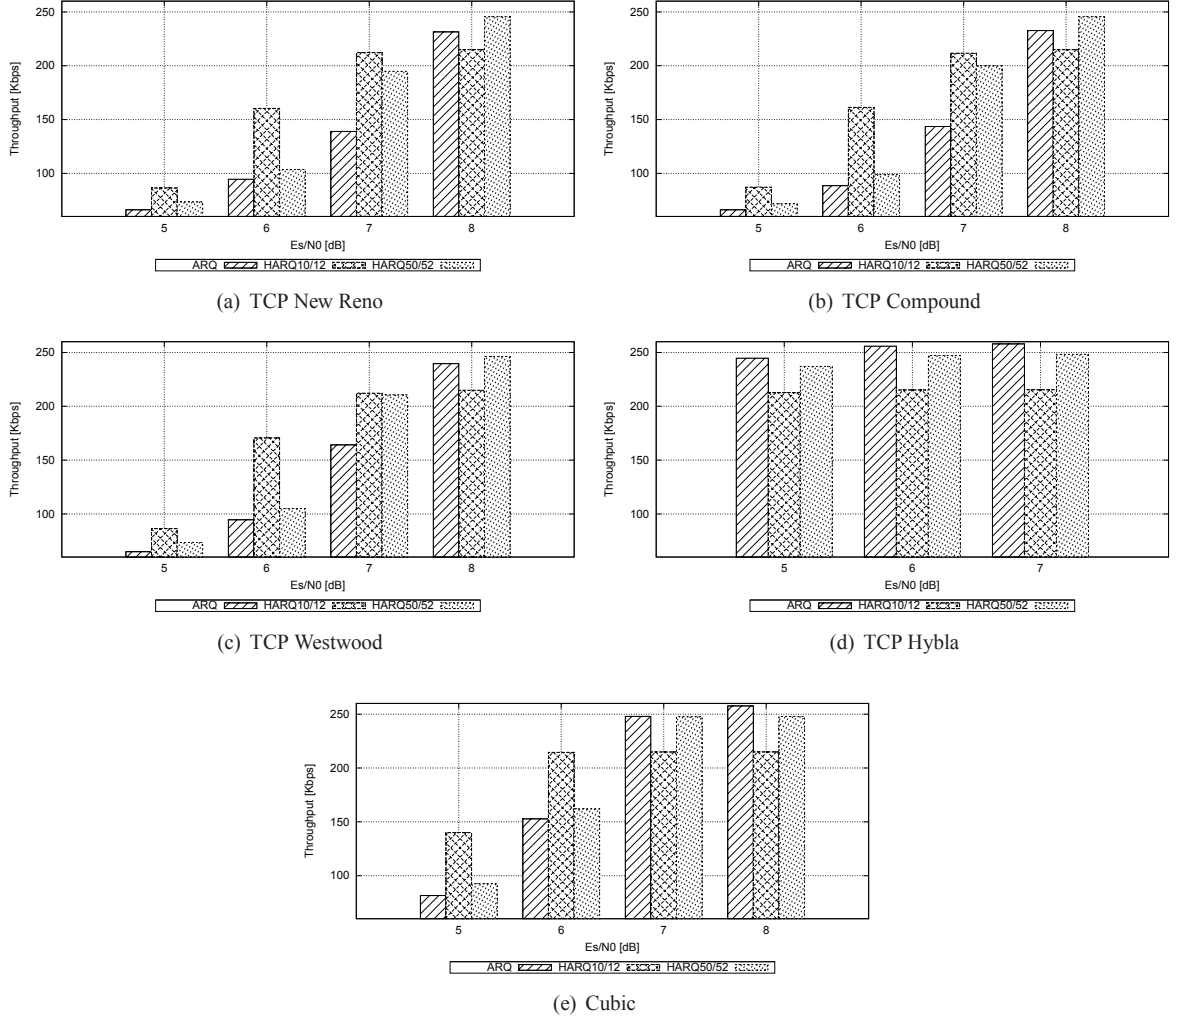 250
200
150
100
Throughput [Kbps]
5 6 7 8
Es/N0 [dB]
ARQ HARQ10/12 HARQ50/52
(a) TCP New Reno
250
200
150
100
Throughput [Kbps]
5 6 7 8
Es/N0 [dB]
ARQ HARQ10/12 HARQ50/52
(b) TCP Compound
250
200
150
100
Throughput [Kbps]
5 6 7 8
Es/N0 [dB]
ARQ HARQ10/12 HARQ50/52
(c) TCP Westwood
250
200
150
100
Throughput [Kbps]
5 6 7
Es/N0 [dB]
ARQ HARQ10/12 HARQ50/52
(d) TCP Hybla
250
200
150
100
Throughput [Kbps]
5 6 7 8
Es/N0 [dB]
ARQ HARQ10/12 HARQ50/52
(e) Cubic